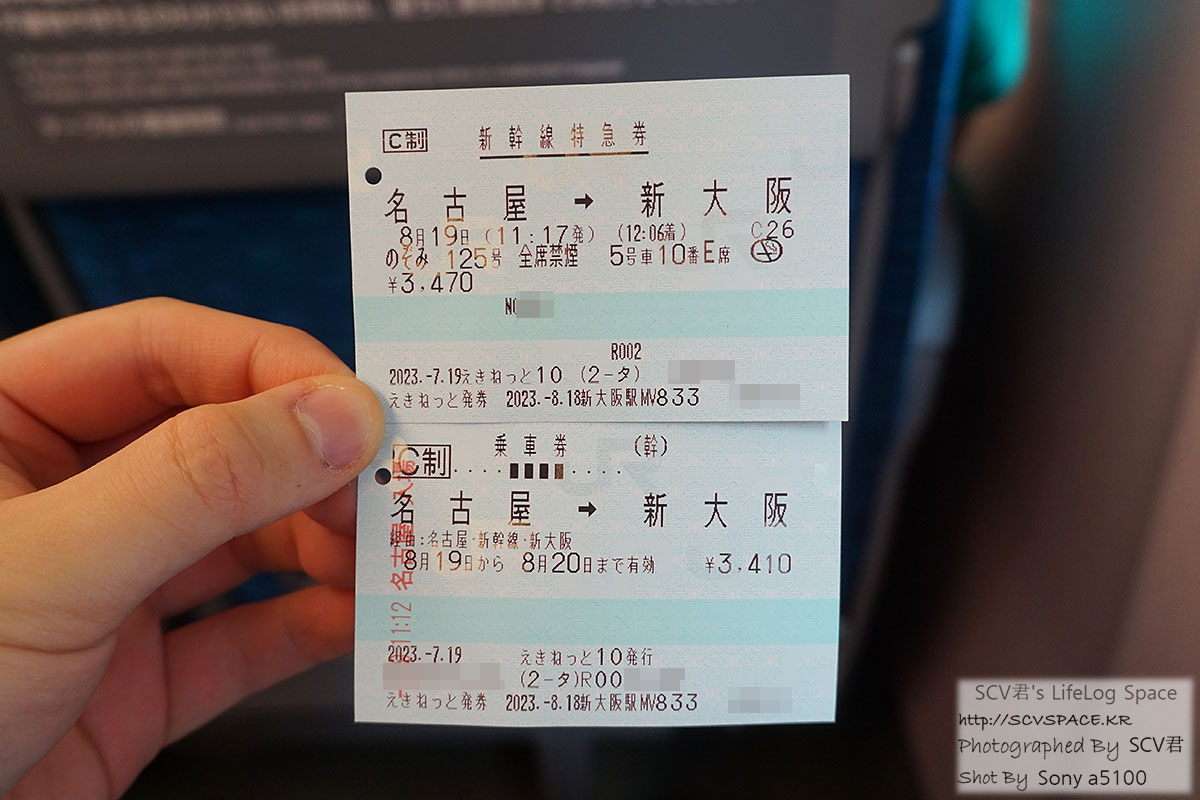 C制 新幹線特急券
名古屋 → 新大阪
8月19日 (11:17発) (12:06着) C26
のぞみ 125号 全席禁煙 5号車10番E席
¥3,470
R002
2023.-7.19えきねっと10 (2-タ)
えきねっと発券 2023.-8.18新大阪駅MV833
C制 乗車券 (幹)
名古屋 → 新大阪
経由:名古屋・新幹線・新大阪
8月19日から 8月20日まで有効 ¥3,410
11:12 名古屋 入場
2023.-7.19 えきねっと10発行
(2-タ)R00
えきねっと発券 2023.-8.18新大阪駅MV833
SCV君's LifeLog Space
http://SCVSPACE.KR
Photographed By SCV君
Shot By Sony a5100